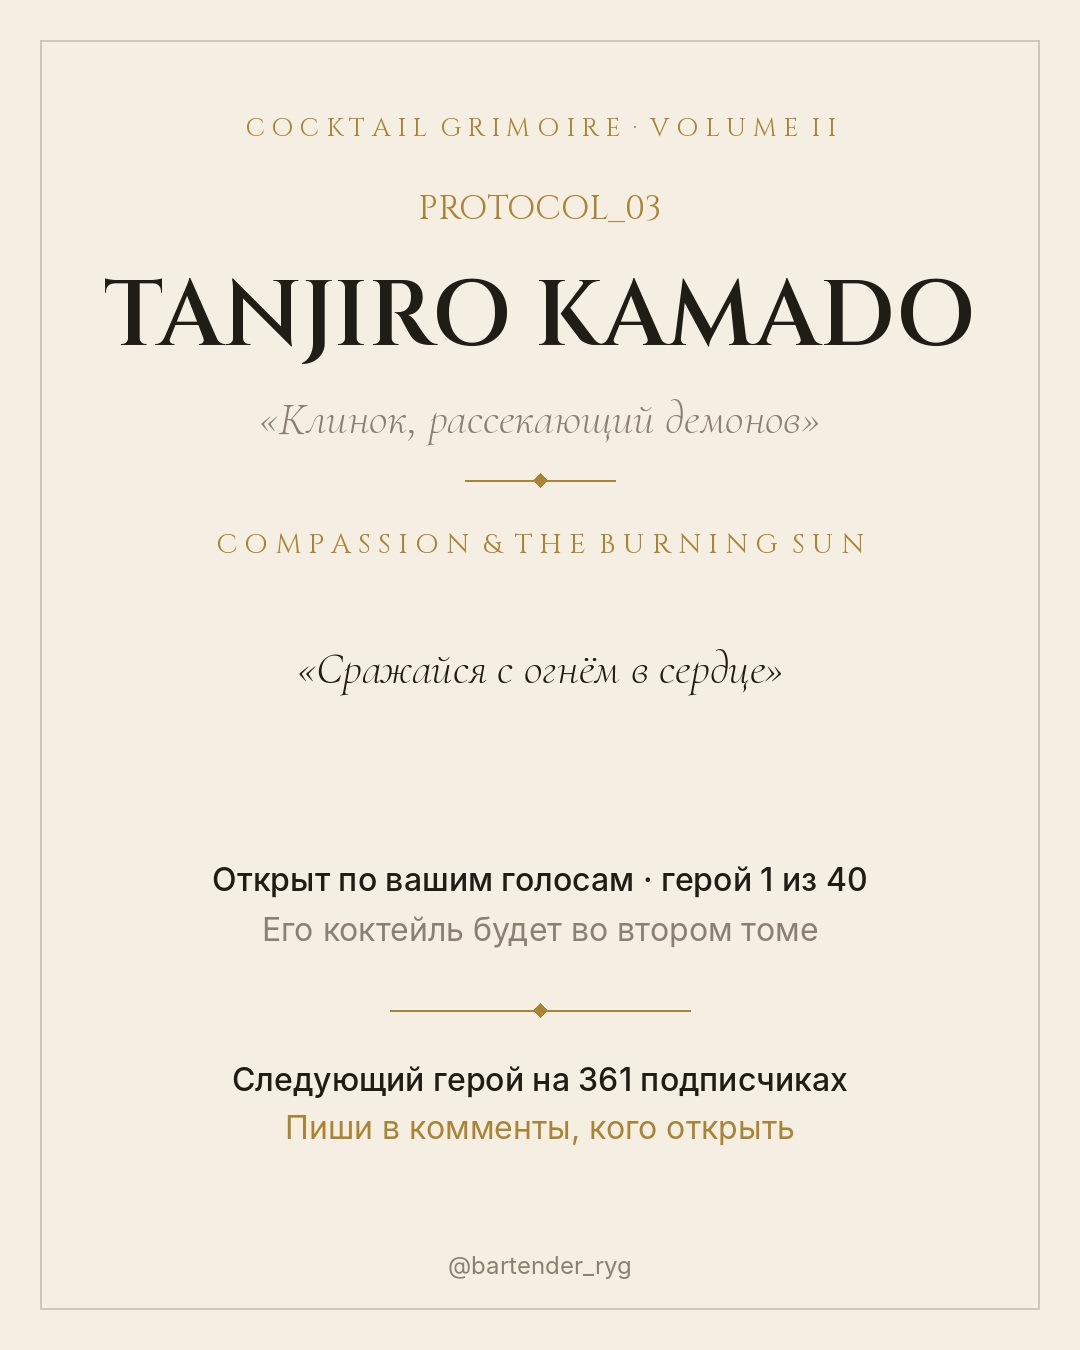 COCKTAIL GRIMOIRE · VOLUME II
PROTOCOL_03
TANJIRO KAMADO
«Клинок, рассекающий демонов»
COMPASSION & THE BURNING SUN
«Сражайся с огнём в сердце»
Открыт по вашим голосам · герой 1 из 40
Его коктейль будет во втором томе
Следующий герой на 361 подписчиках
Пиши в комменты, кого открыть
@bartender_ryg